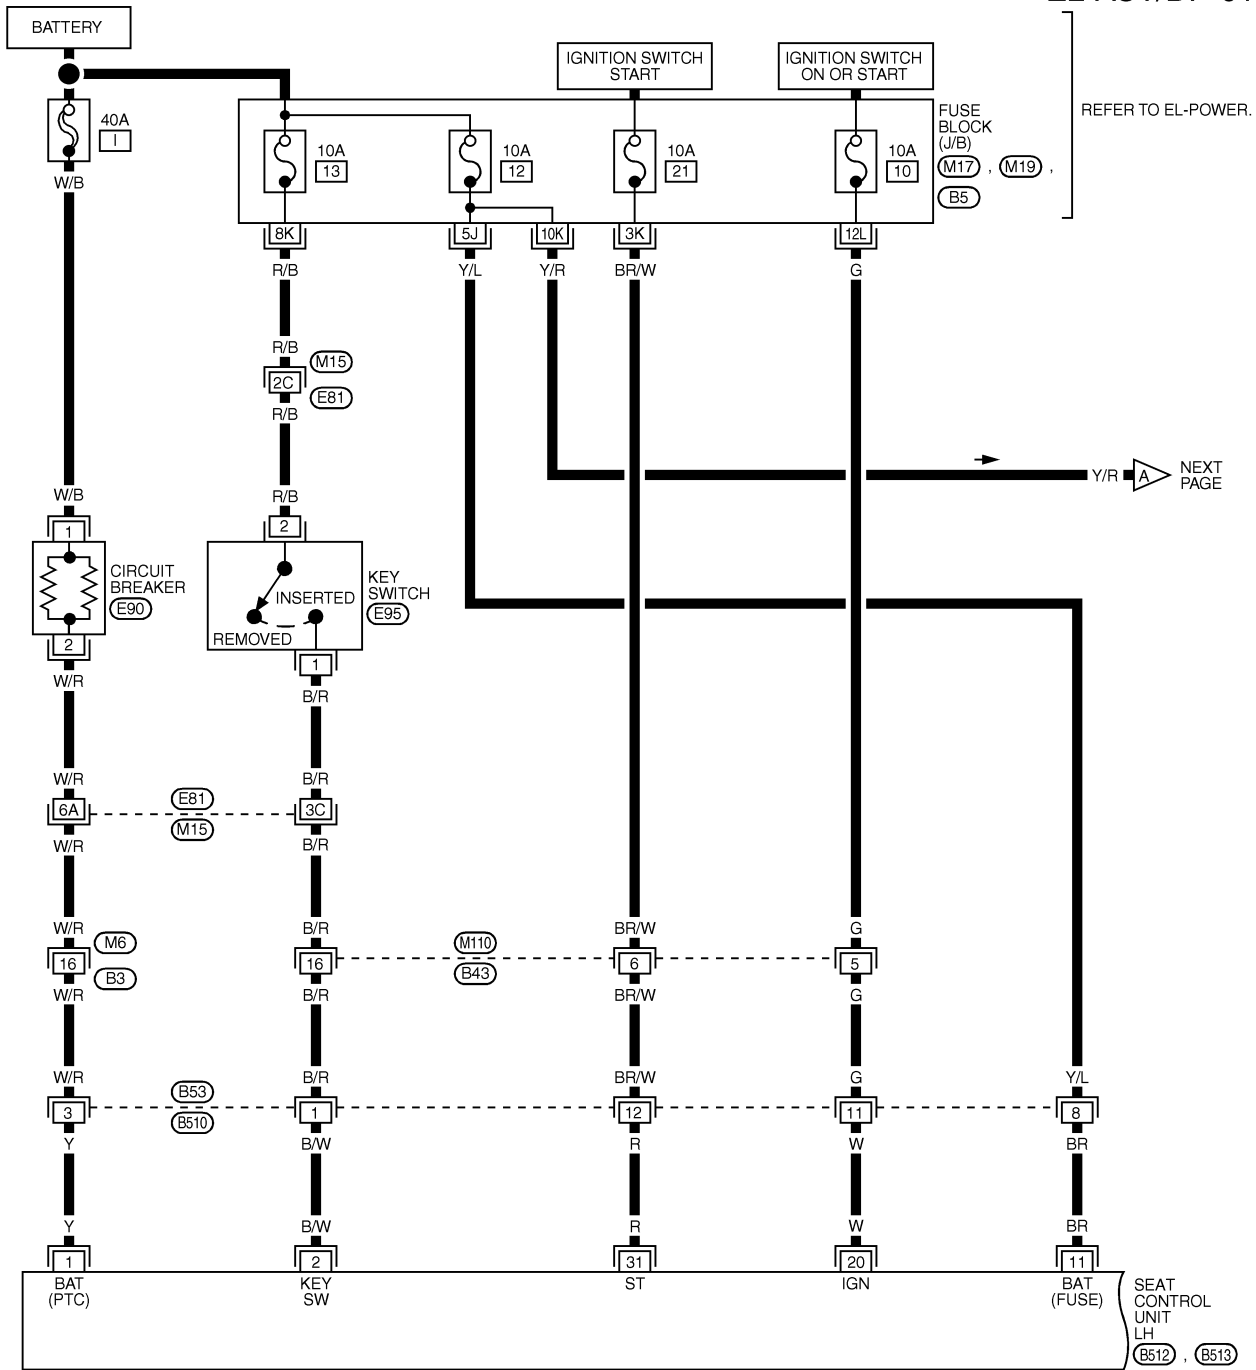 BATTERY
IGNITION SWITCH
START
IGNITION SWITCH
ON OR START
REFER TO EL-POWER.
40A
I
10A
13
10A
12
10A
21
10A
10
FUSE
BLOCK
(J/B)
M17 , M19 ,
B5
W/B
8K
5J
10K
3K
12L
R/B
Y/L
Y/R
BR/W
G
R/B
M15
2C
E81
R/B
W/B
R/B
Y/R
A
NEXT
PAGE
1
2
CIRCUIT
BREAKER
E90
INSERTED
REMOVED
KEY
SWITCH
E95
2
1
W/R
B/R
W/R
B/R
6A
E81
M15
3C
W/R
B/R
W/R
B/R
BR/W
G
M6
B3
16
16
M110
B43
6
5
W/R
B/R
BR/W
G
W/R
B/R
BR/W
G
Y/L
3
B53
B510
1
12
11
8
Y
B/W
R
W
BR
Y
B/W
R
W
BR
1
2
31
20
11
BAT
(PTC)
KEY
SW
ST
IGN
BAT
(FUSE)
SEAT
CONTROL
UNIT
LH
B512 , B513